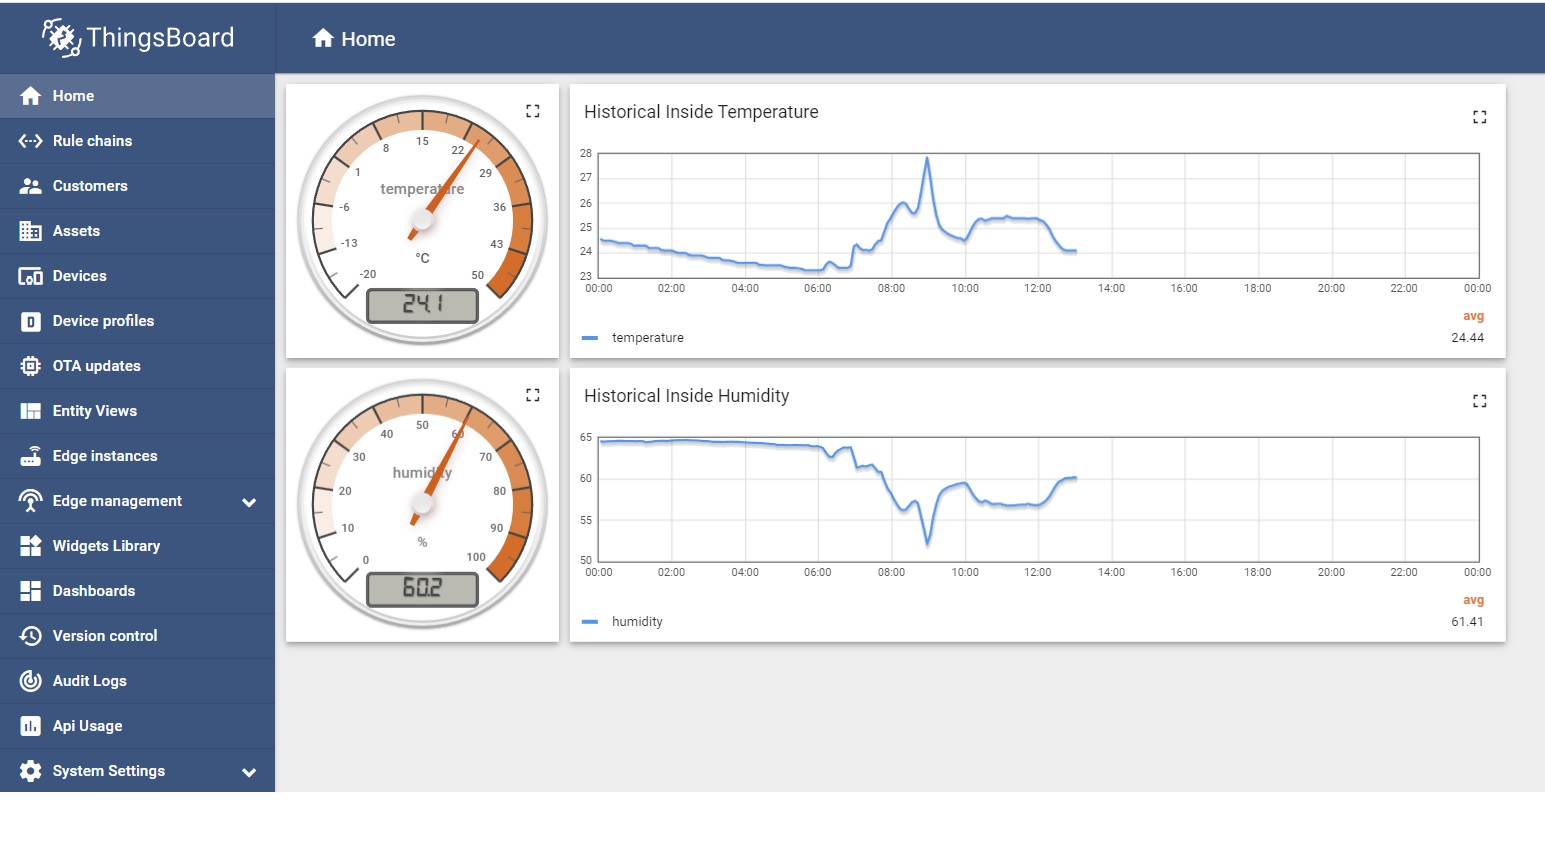 ThingsBoard
Home
Home
Rule chains
Customers
Assets
Devices
Device profiles
OTA updates
Entity Views
Edge instances
Edge management
Widgets Library
Dashboards
Version control
Audit Logs
Api Usage
System Settings
temperature
°C
-20
-13
-6
1
8
15
22
29
36
43
50
24.1
Historical Inside Temperature
28
27
26
25
24
23
00:00 02:00 04:00 06:00 08:00 10:00 12:00 14:00 16:00 18:00 20:00 22:00 00:00
avg
temperature 24.44
humidity
%
0
10
20
30
40
50
60
70
80
90
100
60.2
Historical Inside Humidity
65
60
55
50
00:00 02:00 04:00 06:00 08:00 10:00 12:00 14:00 16:00 18:00 20:00 22:00 00:00
avg
humidity 61.41